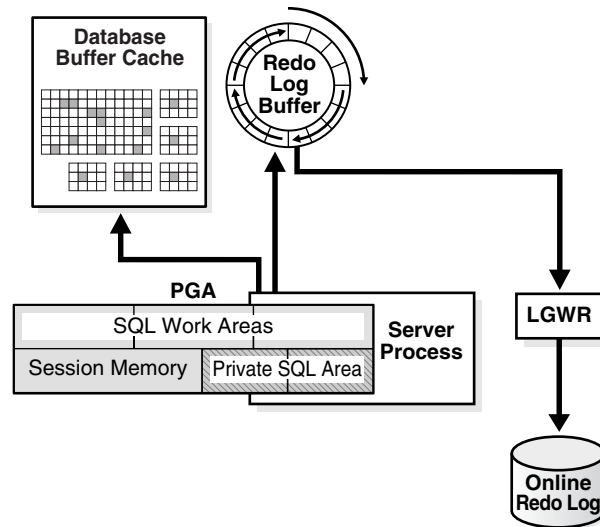 Database
Buffer Cache
Redo
Log
Buffer
PGA
SQL Work Areas
Session Memory
Private SQL Area
Server
Process
LGWR
Online
Redo Log